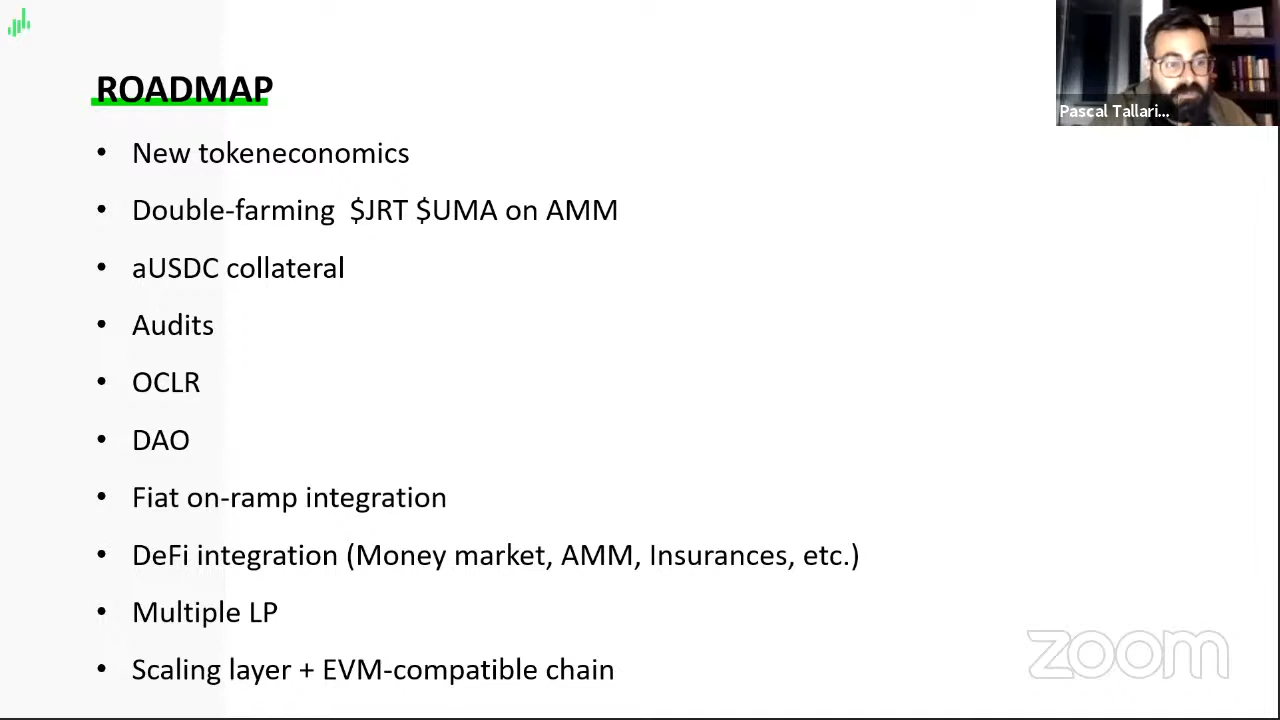 ROADMAP
Pascal Tallari...
• New tokeneconomics
• Double-farming $JRT $UMA on AMM
• aUSDC collateral
• Audits
• OCLR
• DAO
• Fiat on-ramp integration
• DeFi integration (Money market, AMM, Insurances, etc.)
• Multiple LP
• Scaling layer + EVM-compatible chain
zoom